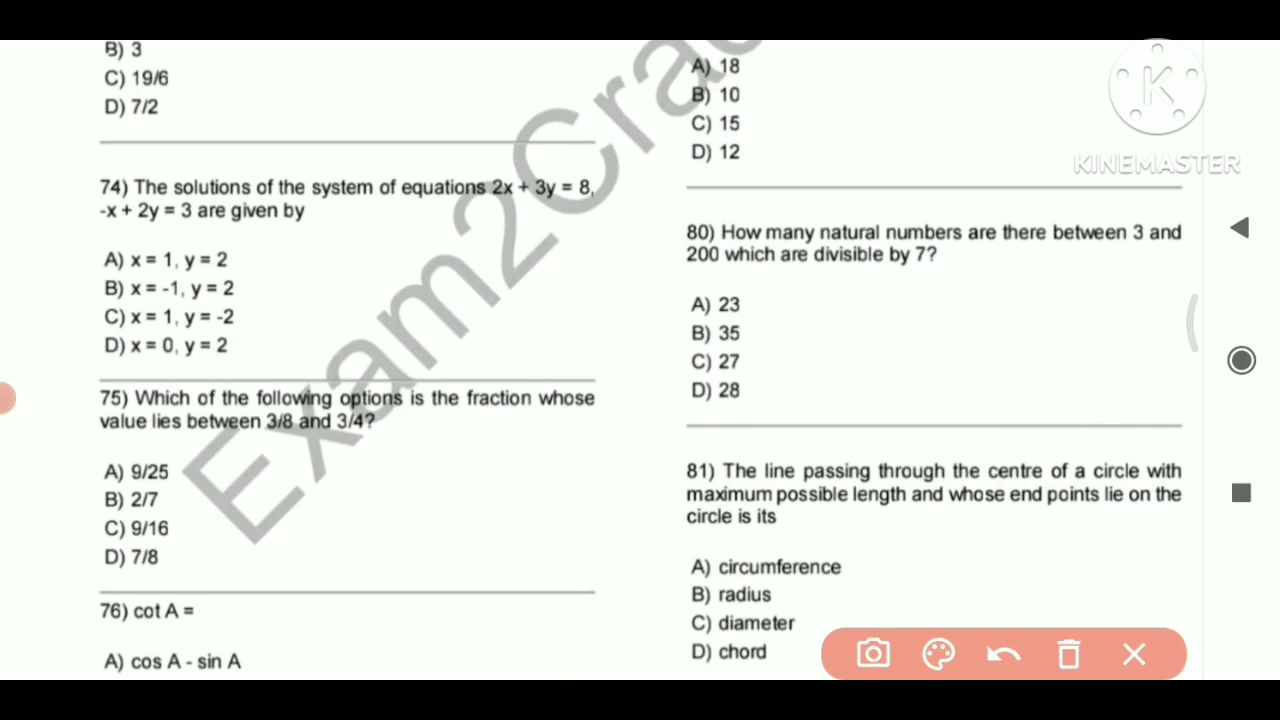 B) 3
C) 19/6
D) 7/2
74) The solutions of the system of equations 2x + 3y = 8,
-x + 2y = 3 are given by
A) x = 1, y = 2
B) x = -1, y = 2
C) x = 1, y = -2
D) x = 0, y = 2
75) Which of the following options is the fraction whose
value lies between 3/8 and 3/4?
A) 9/25
B) 2/7
C) 9/16
D) 7/8
76) cot A =
A) cos A - sin A
A) 18
B) 10
C) 15
D) 12
80) How many natural numbers are there between 3 and
200 which are divisible by 7?
A) 23
B) 35
C) 27
D) 28
81) The line passing through the centre of a circle with
maximum possible length and whose end points lie on the
circle is its
A) circumference
B) radius
C) diameter
D) chord
Exam2Crac
K
KINEMASTER